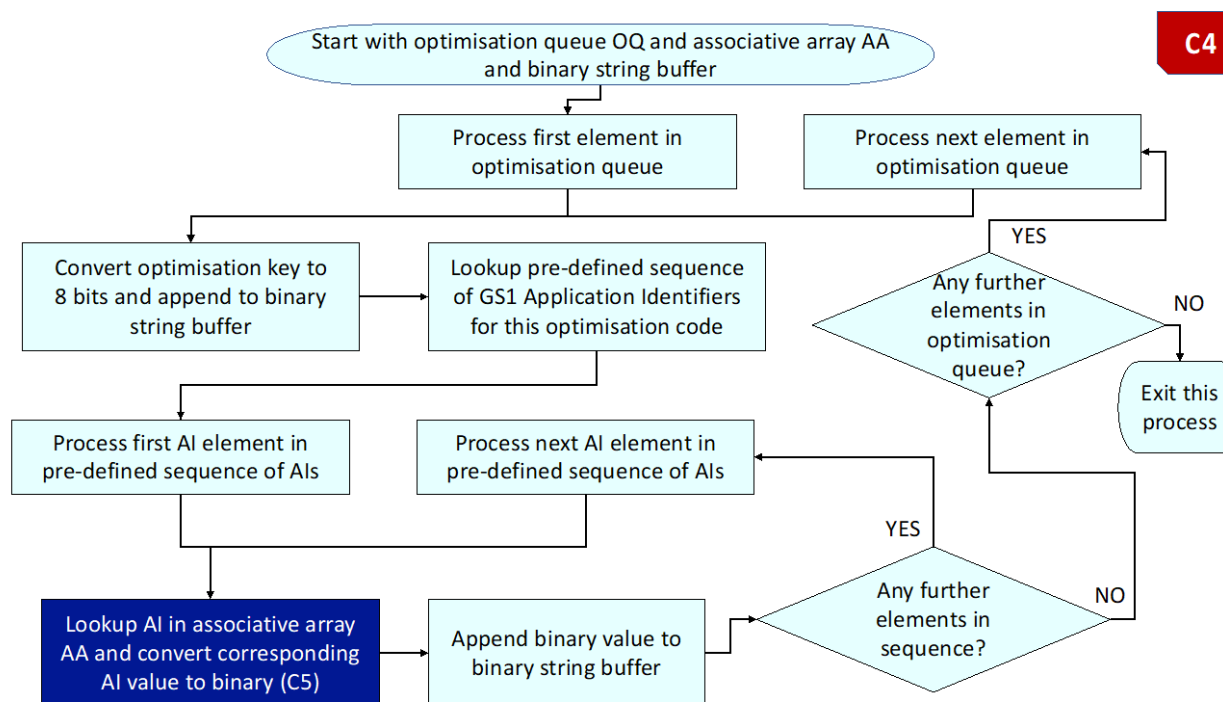 Start with optimisation queue OQ and associative array AA
and binary string buffer
C4
Process first element in
optimisation queue
Process next element in
optimisation queue
Convert optimisation key to
8 bits and append to binary
string buffer
Lookup pre-defined sequence
of GS1 Application Identifiers
for this optimisation code
YES
Any further
elements in
optimisation
queue?
NO
Exit this
process
Process first AI element in
pre-defined sequence of AIs
Process next AI element in
pre-defined sequence of AIs
YES
Any further
elements in
sequence?
NO
Lookup AI in associative array
AA and convert corresponding
AI value to binary (C5)
Append binary value to
binary string buffer